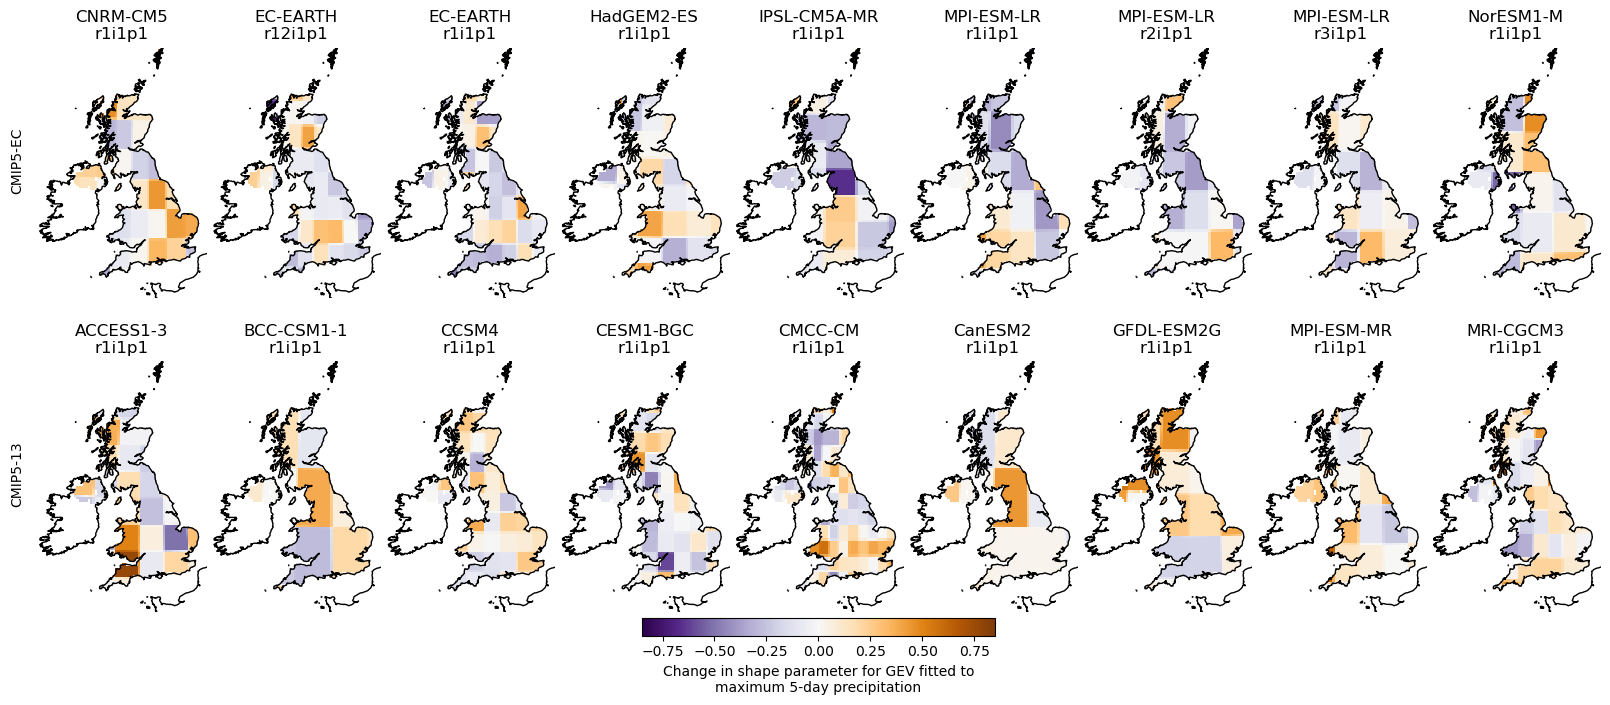 CNRM-CM5
r1i1p1
EC-EARTH
r12i1p1
EC-EARTH
r1i1p1
HadGEM2-ES
r1i1p1
IPSL-CM5A-MR
r1i1p1
MPI-ESM-LR
r1i1p1
MPI-ESM-LR
r2i1p1
MPI-ESM-LR
r3i1p1
NorESM1-M
r1i1p1
CMIP5-EC
ACCESS1-3
r1i1p1
BCC-CSM1-1
r1i1p1
CCSM4
r1i1p1
CESM1-BGC
r1i1p1
CMCC-CM
r1i1p1
CanESM2
r1i1p1
GFDL-ESM2G
r1i1p1
MPI-ESM-MR
r1i1p1
MRI-CGCM3
r1i1p1
CMIP5-13
−0.75 −0.50 −0.25 0.00 0.25 0.50 0.75
Change in shape parameter for GEV fitted to
maximum 5-day precipitation